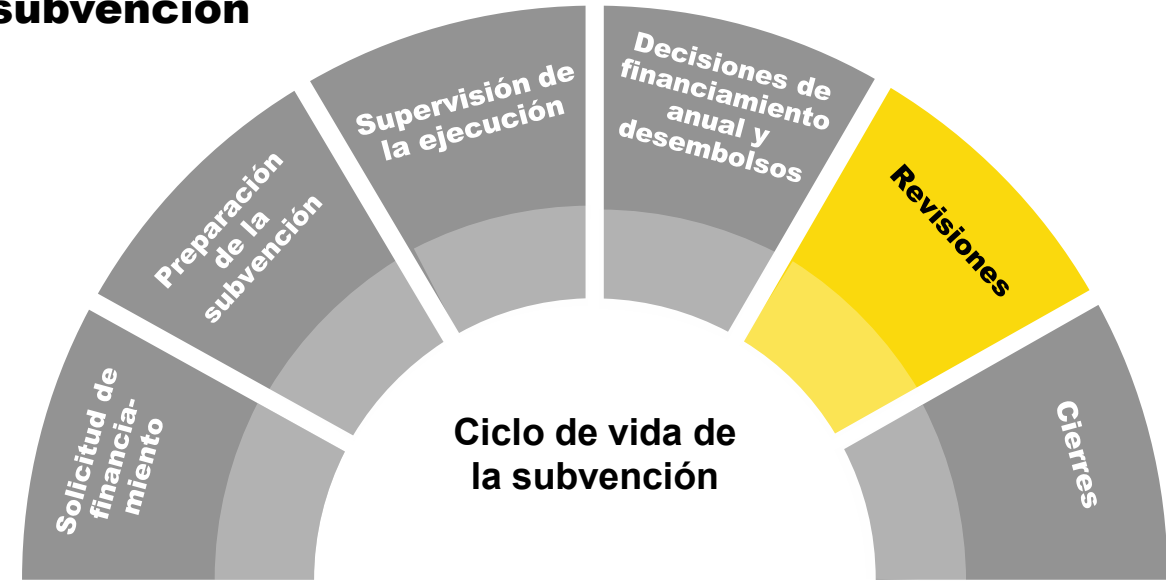 subvención
Solicitud de
financia-
miento
Preparación
de la
subvención
Supervisión de
la ejecución
Decisiones de
financiamiento
anual y
desembolsos
Revisiones
Cierres
Ciclo de vida de
la subvención